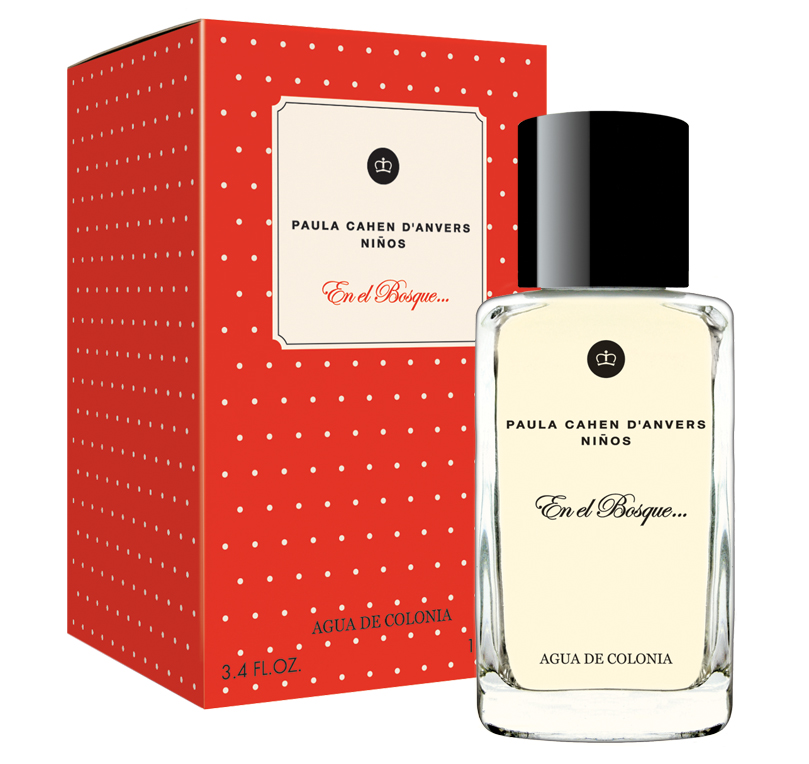 PAULA CAHEN D'ANVERS
NIÑOS
En el Bosque...
AGUA DE COLONIA
3.4 FL.OZ.
PAULA CAHEN D'ANVERS
NIÑOS
En el Bosque...
AGUA DE COLONIA